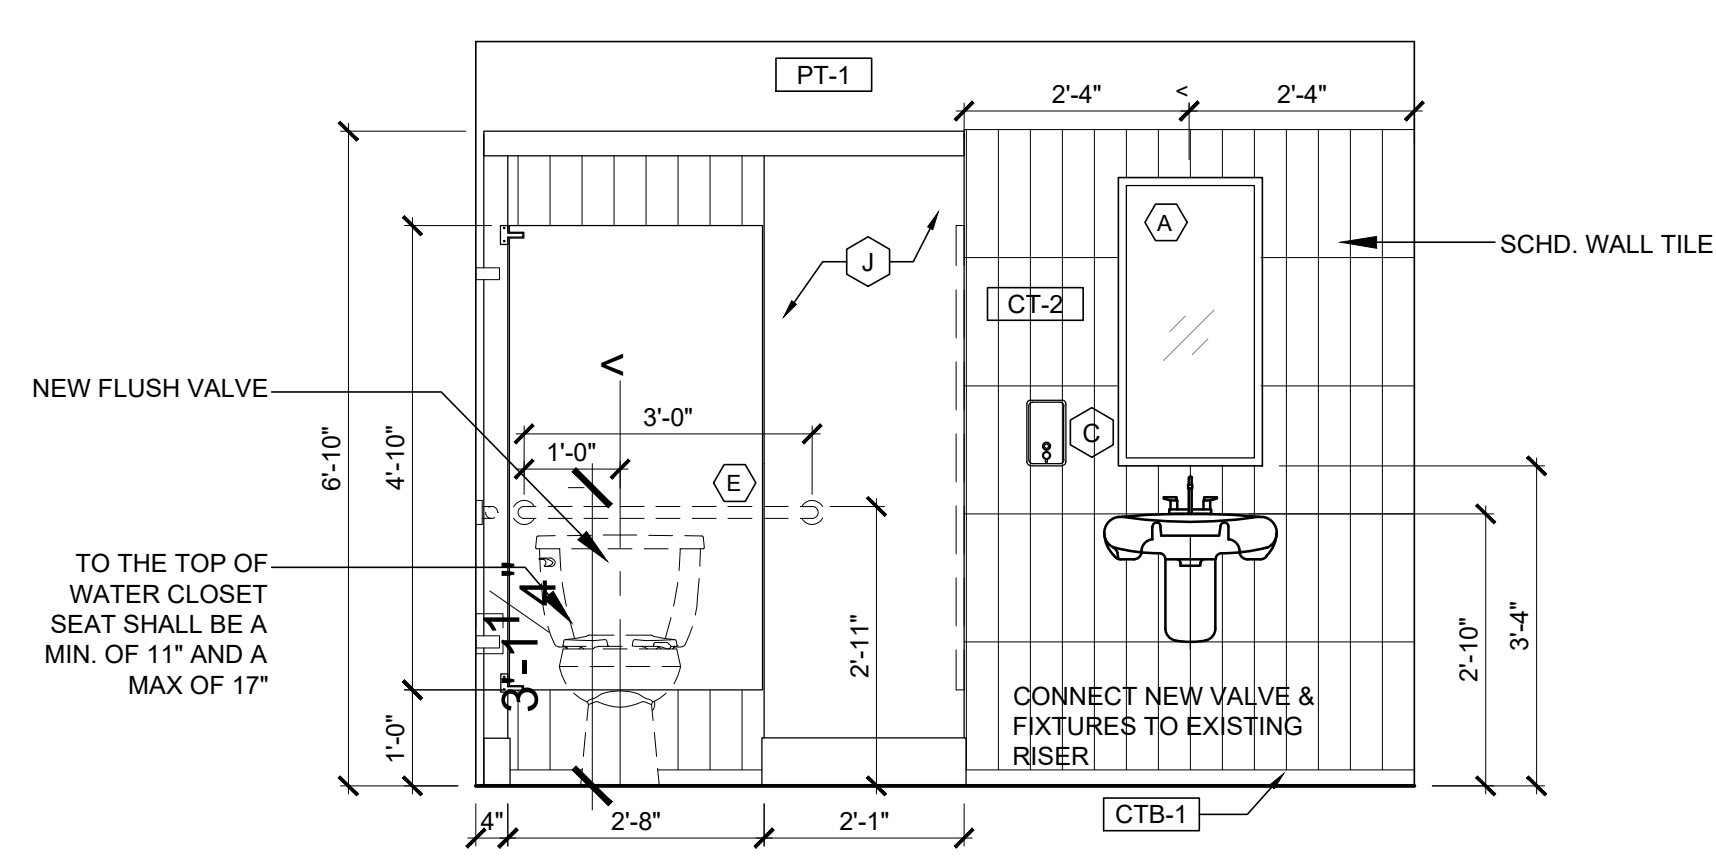 PT-1
2'-4"
<
2'-4"
A
J
SCHD. WALL TILE
CT-2
<
NEW FLUSH VALVE
3'-0"
C
6'-10"
4'-10"
1'-0"
E
TO THE TOP OF
WATER CLOSET
SEAT SHALL BE A
MIN. OF 11" AND A
MAX OF 17"
3'-11 4"
2'-11"
2'-10"
3'-4"
1'-0"
CONNECT NEW VALVE &
FIXTURES TO EXISTING
RISER
4"
2'-8"
2'-1"
CTB-1